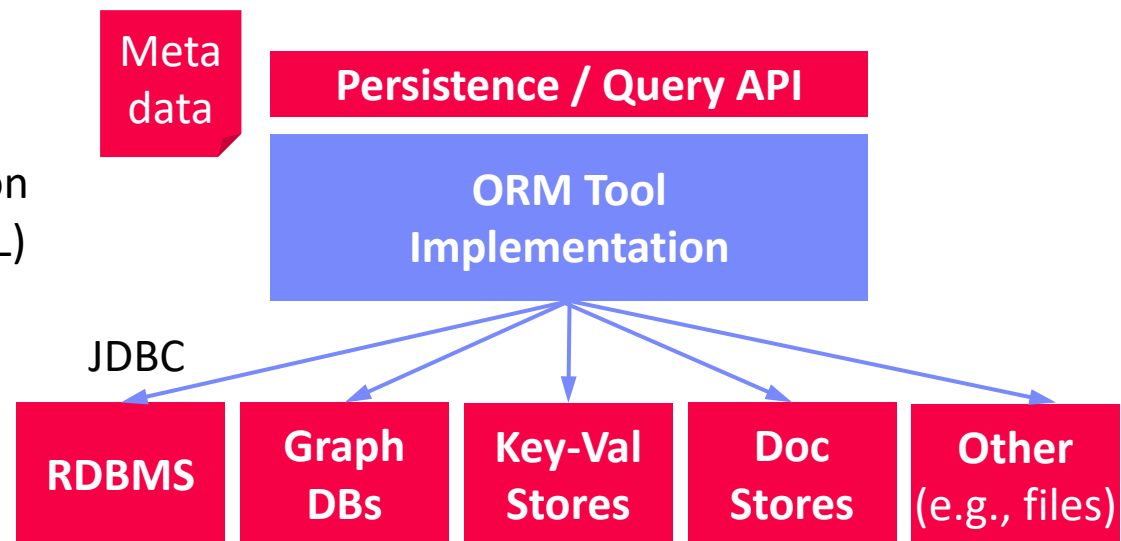 Meta
data
Persistence / Query API
on
L)
ORM Tool
Implementation
JDBC
RDBMS
Graph
DBs
Key-Val
Stores
Doc
Stores
Other
(e.g., files)